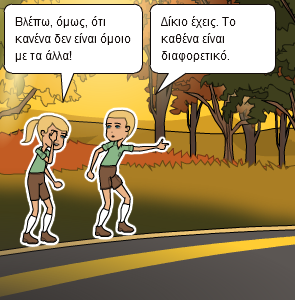 Βλέπω, όμως, ότι
κανένα δεν είναι όμοιο
με τα άλλα!
Δίκιο έχεις. Το
καθένα είναι
διαφορετικό.